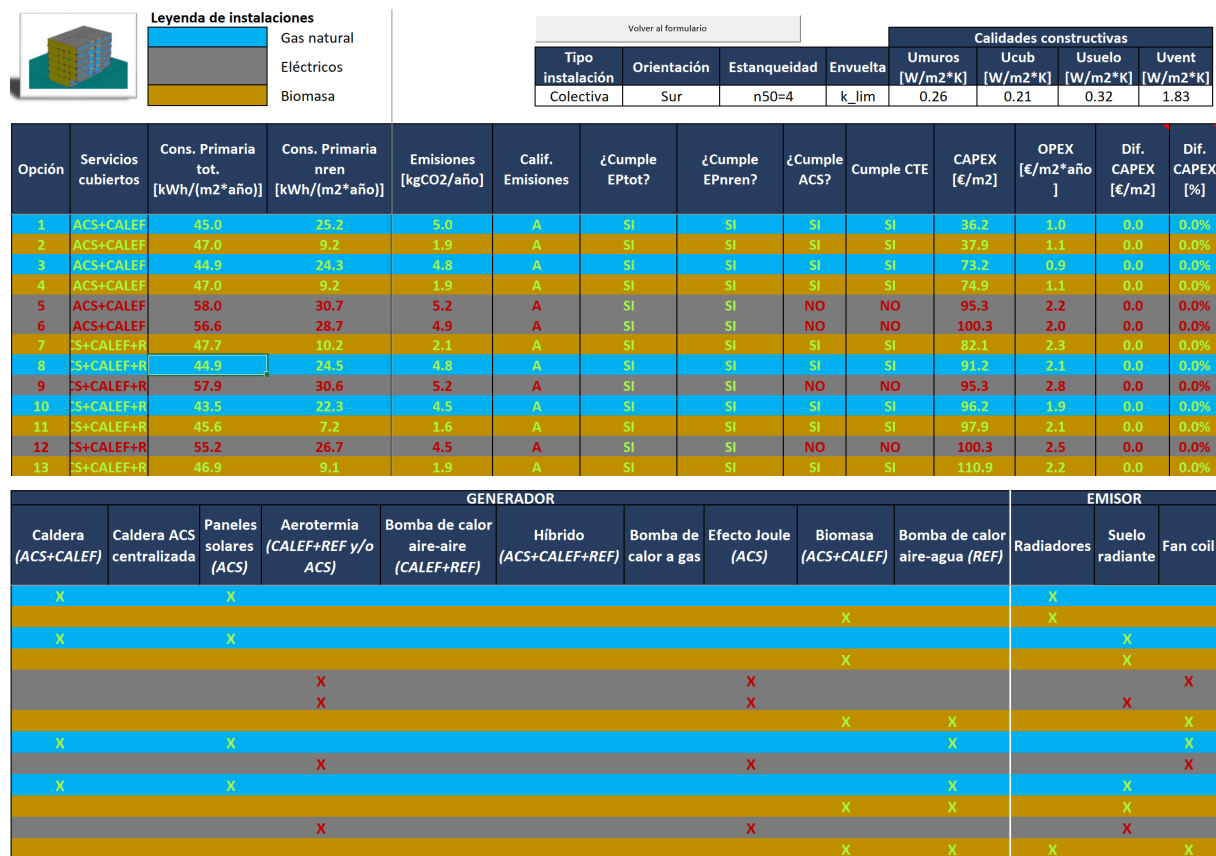 Leyenda de instalaciones
Gas natural
Eléctricos
Biomasa
Volver al formulario
Calidades constructivas
Tipo instalación Orientación Estanqueidad Envuelta Umuros [W/m2*K] Ucub [W/m2*K] Usuelo [W/m2*K] Uvent [W/m2*K]
Colectiva Sur n50=4 k_lim 0.26 0.21 0.32 1.83
Opción Servicios cubiertos Cons. Primaria tot. [kWh/(m2*año)] Cons. Primaria nren [kWh/(m2*año)] Emisiones [kgCO2/año] Calif. Emisiones ¿Cumple EPtot? ¿Cumple EPnren? ¿Cumple ACS? Cumple CTE CAPEX [€/m2] OPEX [€/m2*año] Dif. CAPEX [€/m2] Dif. CAPEX [%]
1 ACS+CALEF 45.0 25.2 5.0 A SI SI SI SI 36.2 1.0 0.0 0.0%
2 ACS+CALEF 47.0 9.2 1.9 A SI SI SI SI 37.9 1.1 0.0 0.0%
3 ACS+CALEF 44.9 24.3 4.8 A SI SI SI SI 73.2 0.9 0.0 0.0%
4 ACS+CALEF 47.0 9.2 1.9 A SI SI SI SI 74.9 1.1 0.0 0.0%
5 ACS+CALEF 58.0 30.7 5.2 A SI SI NO NO 95.3 2.2 0.0 0.0%
6 ACS+CALEF 56.6 28.7 4.9 A SI SI NO NO 100.3 2.0 0.0 0.0%
7 CS+CALEF+R 47.7 10.2 2.1 A SI SI SI SI 82.1 2.3 0.0 0.0%
8 CS+CALEF+R 44.9 24.5 4.8 A SI SI SI SI 91.2 2.1 0.0 0.0%
9 CS+CALEF+R 57.9 30.6 5.2 A SI SI NO NO 95.3 2.8 0.0 0.0%
10 CS+CALEF+R 43.5 22.3 4.5 A SI SI SI SI 96.2 1.9 0.0 0.0%
11 CS+CALEF+R 45.6 7.2 1.6 A SI SI SI SI 97.9 2.1 0.0 0.0%
12 CS+CALEF+R 55.2 26.7 4.5 A SI SI NO NO 100.3 2.5 0.0 0.0%
13 CS+CALEF+R 46.9 9.1 1.9 A SI SI SI SI 110.9 2.2 0.0 0.0%
GENERADOR EMISOR
Caldera (ACS+CALEF) Caldera ACS centralizada Paneles solares (ACS) Aerotermia (CALEF+REF y/o ACS) Bomba de calor aire-aire (CALEF+REF) Híbrido (ACS+CALEF+REF) Bomba de calor a gas Efecto Joule (ACS) Biomasa (ACS+CALEF) Bomba de calor aire-agua (REF) Radiadores Suelo radiante Fan coil
X X X
X X
X X X
X X
X X X
X X X
X X X
X X X X
X X X
X X X X
X X X
X X X
X X X X